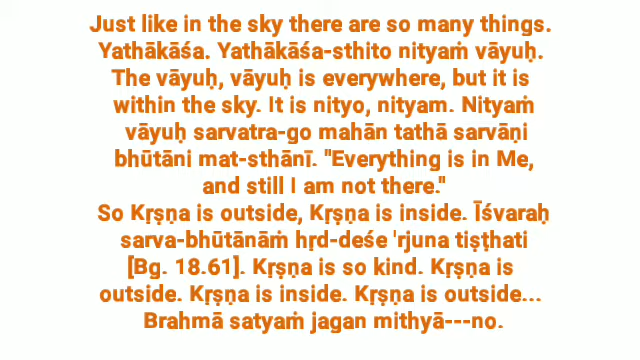 Just like in the sky there are so many things.
Yathākāśa. Yathākāśa-sthito nityaṁ vāyuḥ.
The vāyuḥ, vāyuḥ is everywhere, but it is
within the sky. It is nityo, nityam. Nityaṁ
vāyuḥ sarvatra-go mahān tathā sarvāṇi
bhūtāni mat-sthānī. "Everything is in Me,
and still I am not there."
So Kṛṣṇa is outside, Kṛṣṇa is inside. Īśvaraḥ
sarva-bhūtānāṁ hṛd-deśe 'rjuna tiṣṭhati
[Bg. 18.61]. Kṛṣṇa is so kind. Kṛṣṇa is
outside. Kṛṣṇa is inside. Kṛṣṇa is outside...
Brahmā satyaṁ jagan mithyā---no.